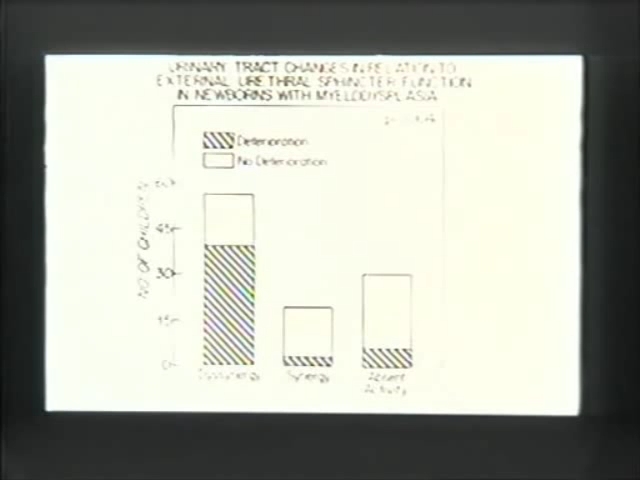 URINARY TRACT CHANGES IN RELATION TO
EXTERNAL URETHRAL SPHINCTER FUNCTION
IN NEWBORNS WITH MYELODYSPLASIA
Deterioration
No Deterioration
NO OF CHILDREN
60
45
30
15
0
Dyssynergy
Synergy
Absent
Activity